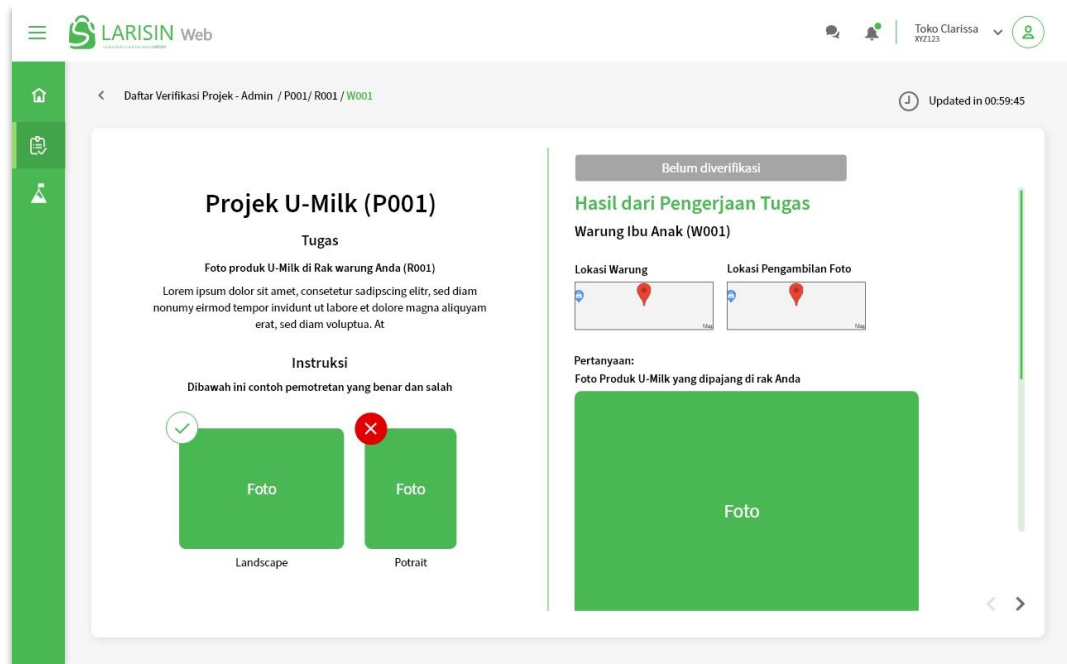 LARISIN Web
Toko Clarissa
XYZ123
Daftar Verifikasi Projek - Admin / P001/ R001 / W001
Updated in 00:59:45
Projek U-Milk (P001)
Tugas
Foto produk U-Milk di Rak warung Anda (R001)
Lorem ipsum dolor sit amet, consetetur sadipscing elitr, sed diam
nonumy eirmod tempor invidunt ut labore et dolore magna aliquyam
erat, sed diam voluptua. At
Instruksi
Dibawah ini contoh pemotretan yang benar dan salah
Foto
Foto
Landscape
Potrait
Belum diverifikasi
Hasil dari Pengerjaan Tugas
Warung Ibu Anak (W001)
Lokasi Warung
Lokasi Pengambilan Foto
Map
Map
Pertanyaan:
Foto Produk U-Milk yang dipajang di rak Anda
Foto